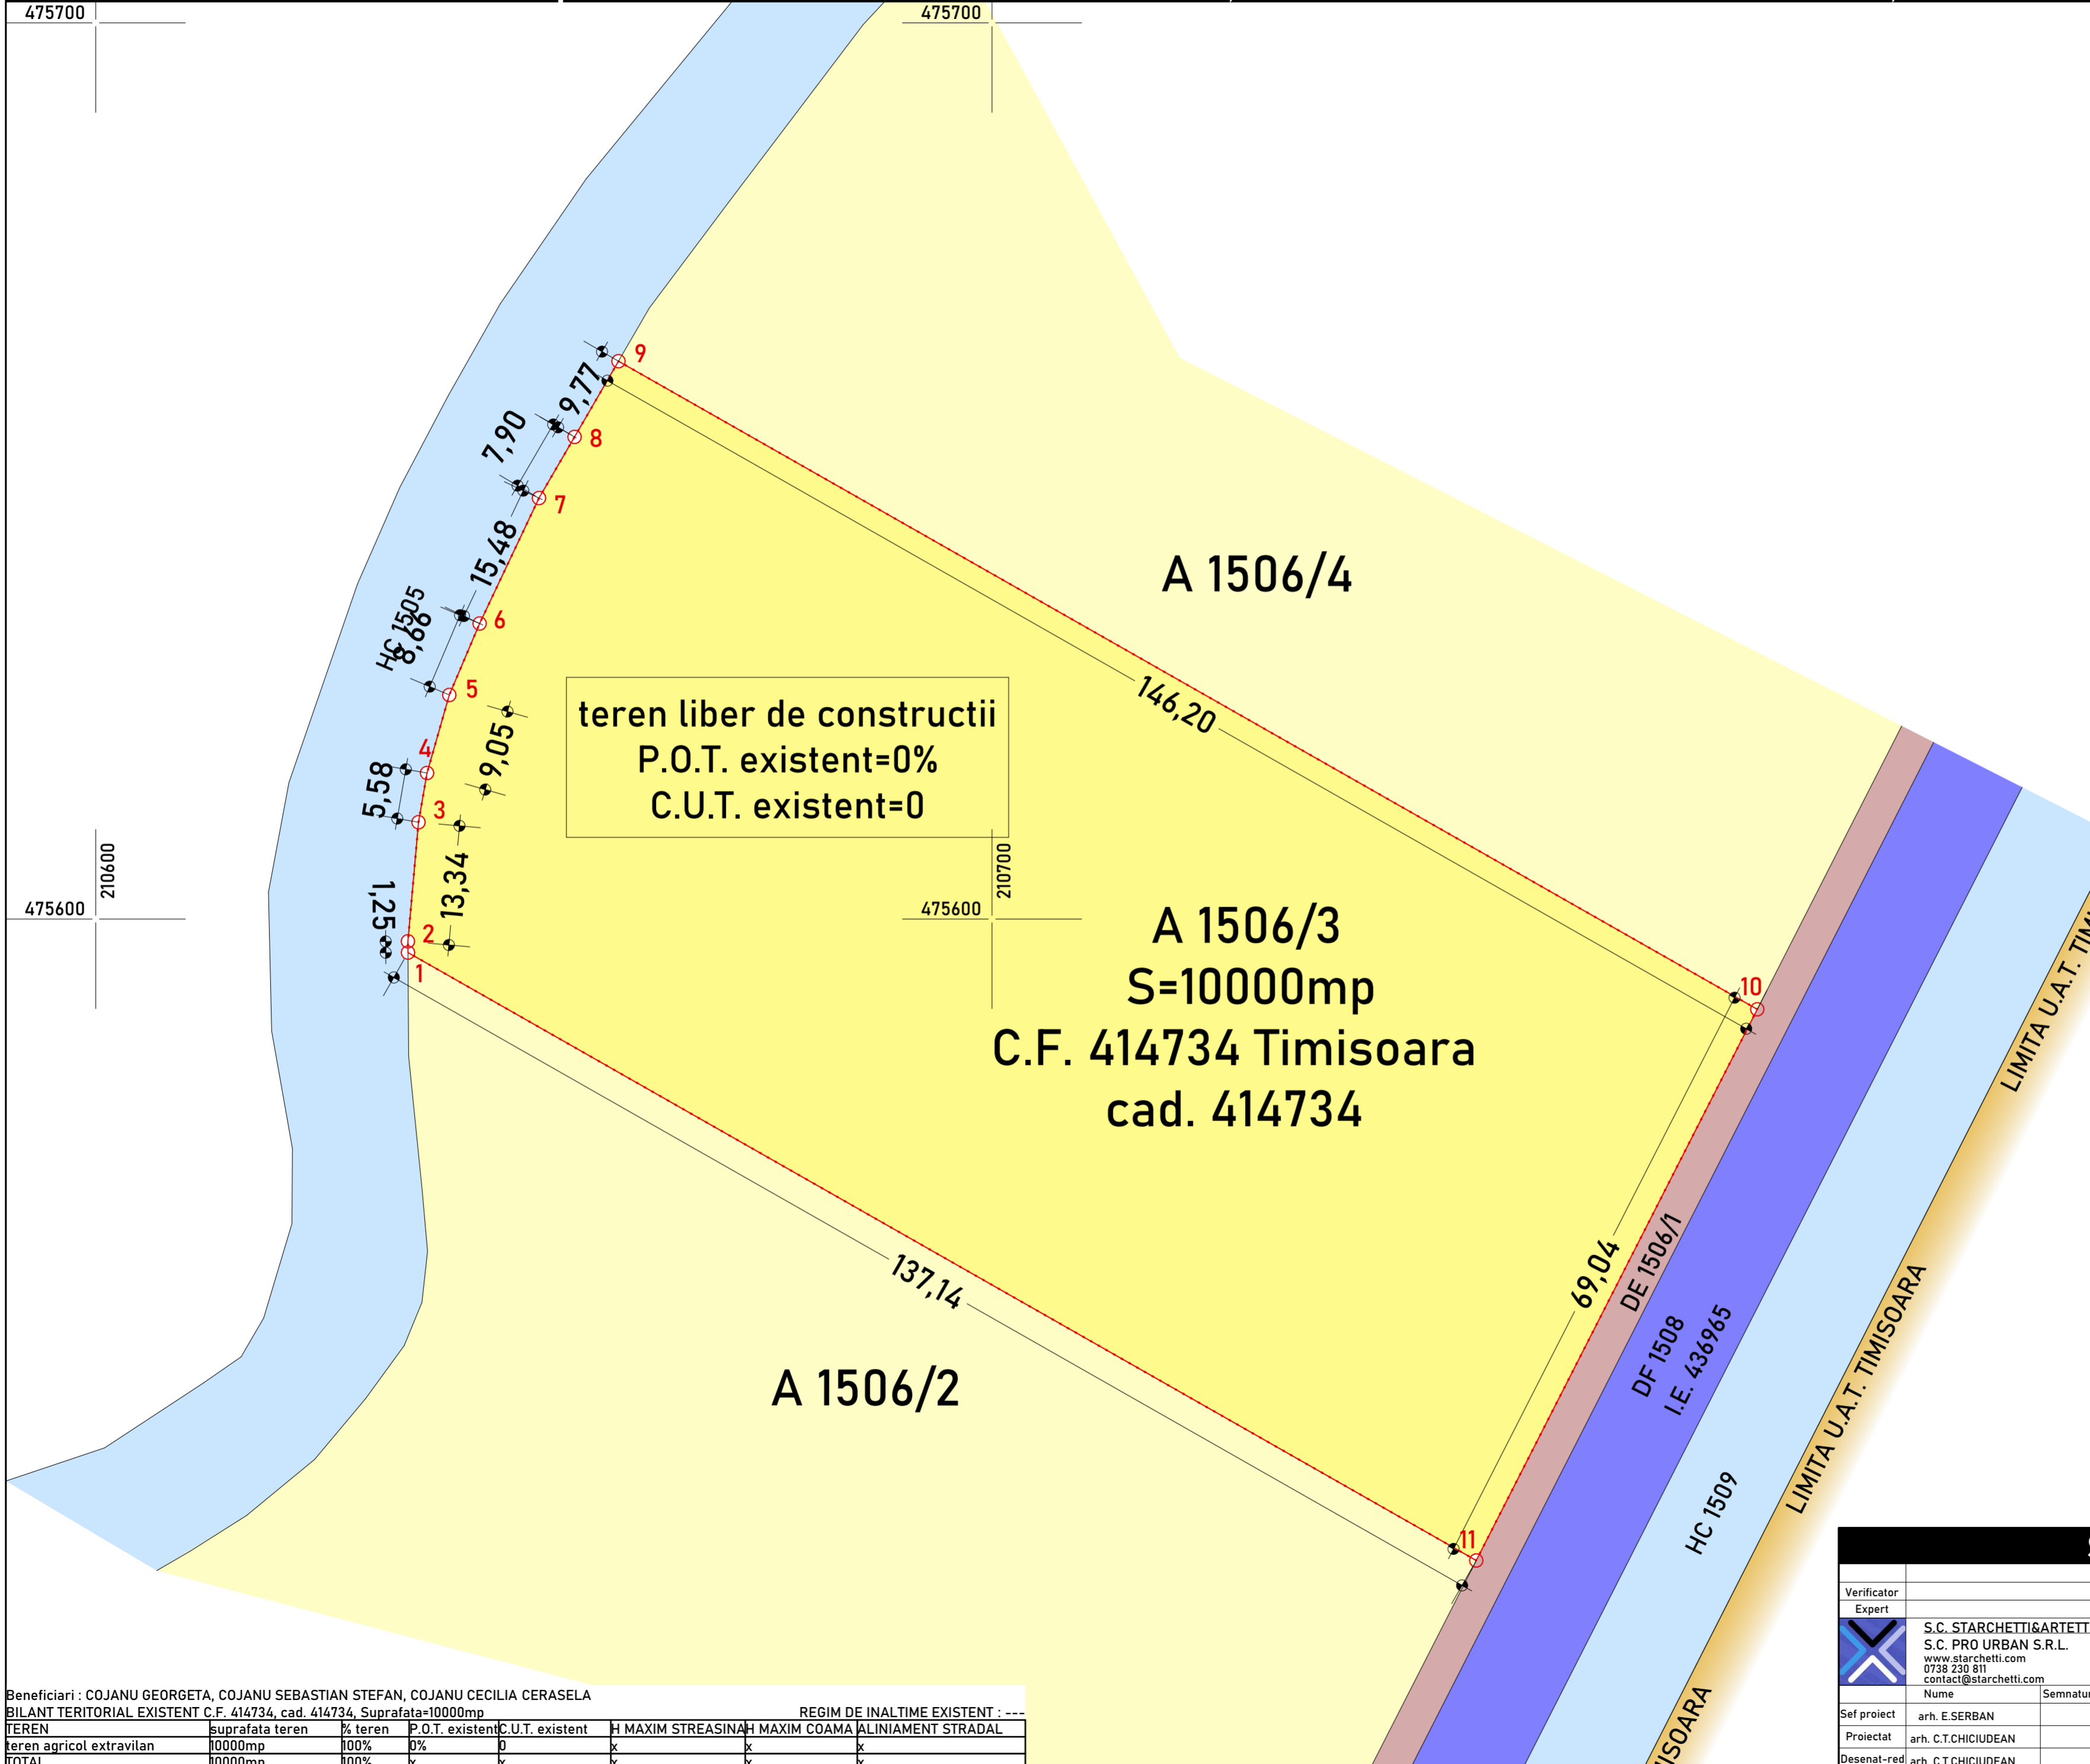 475700
475700
9
9,77
8
7,90
7
15,48
A 1506/4
HC 1505
8,66
6
5
146,20
teren liber de constructii
P.O.T. existent=0%
C.U.T. existent=0
9,05
4
5,58
3
13,34
1,25
210600
210700
475600
475600
2
1
A 1506/3
S=10000mp
C.F. 414734 Timisoara
cad. 414734
10
LIMITA U.A.T.
69,04
DE 1506/1
137,14
DF 1508
I.E. 436965
LIMITA U.A.T. TIMISOARA
A 1506/2
HC 1509
11
Verificator
Expert
S.C. STARCHETTI&ARTETT
S.C. PRO URBAN S.R.L.
www.starchetti.com
0738 230 811
contact@starchetti.com
Nume
Sef proiect arh. E.SERBAN
Proiectat arh. C.T.CHICIUDEAN
Desenat-red arh. C.T.CHICIUDEAN
Beneficiari : COJANU GEORGETA, COJANU SEBASTIAN STEFAN, COJANU CECILIA CERASELA
BILANT TERITORIAL EXISTENT C.F. 414734, cad. 414734, Suprafata=10000mp REGIM DE INALTIME EXISTENT : ---
TEREN suprafata teren % teren P.O.T. existent C.U.T. existent H MAXIM STREASINA H MAXIM COAMA ALINIAMENT STRADAL
teren agricol extravilan 10000mp 100% 0% 0 x x x
TOTAL 10000mp 100% x x x x x